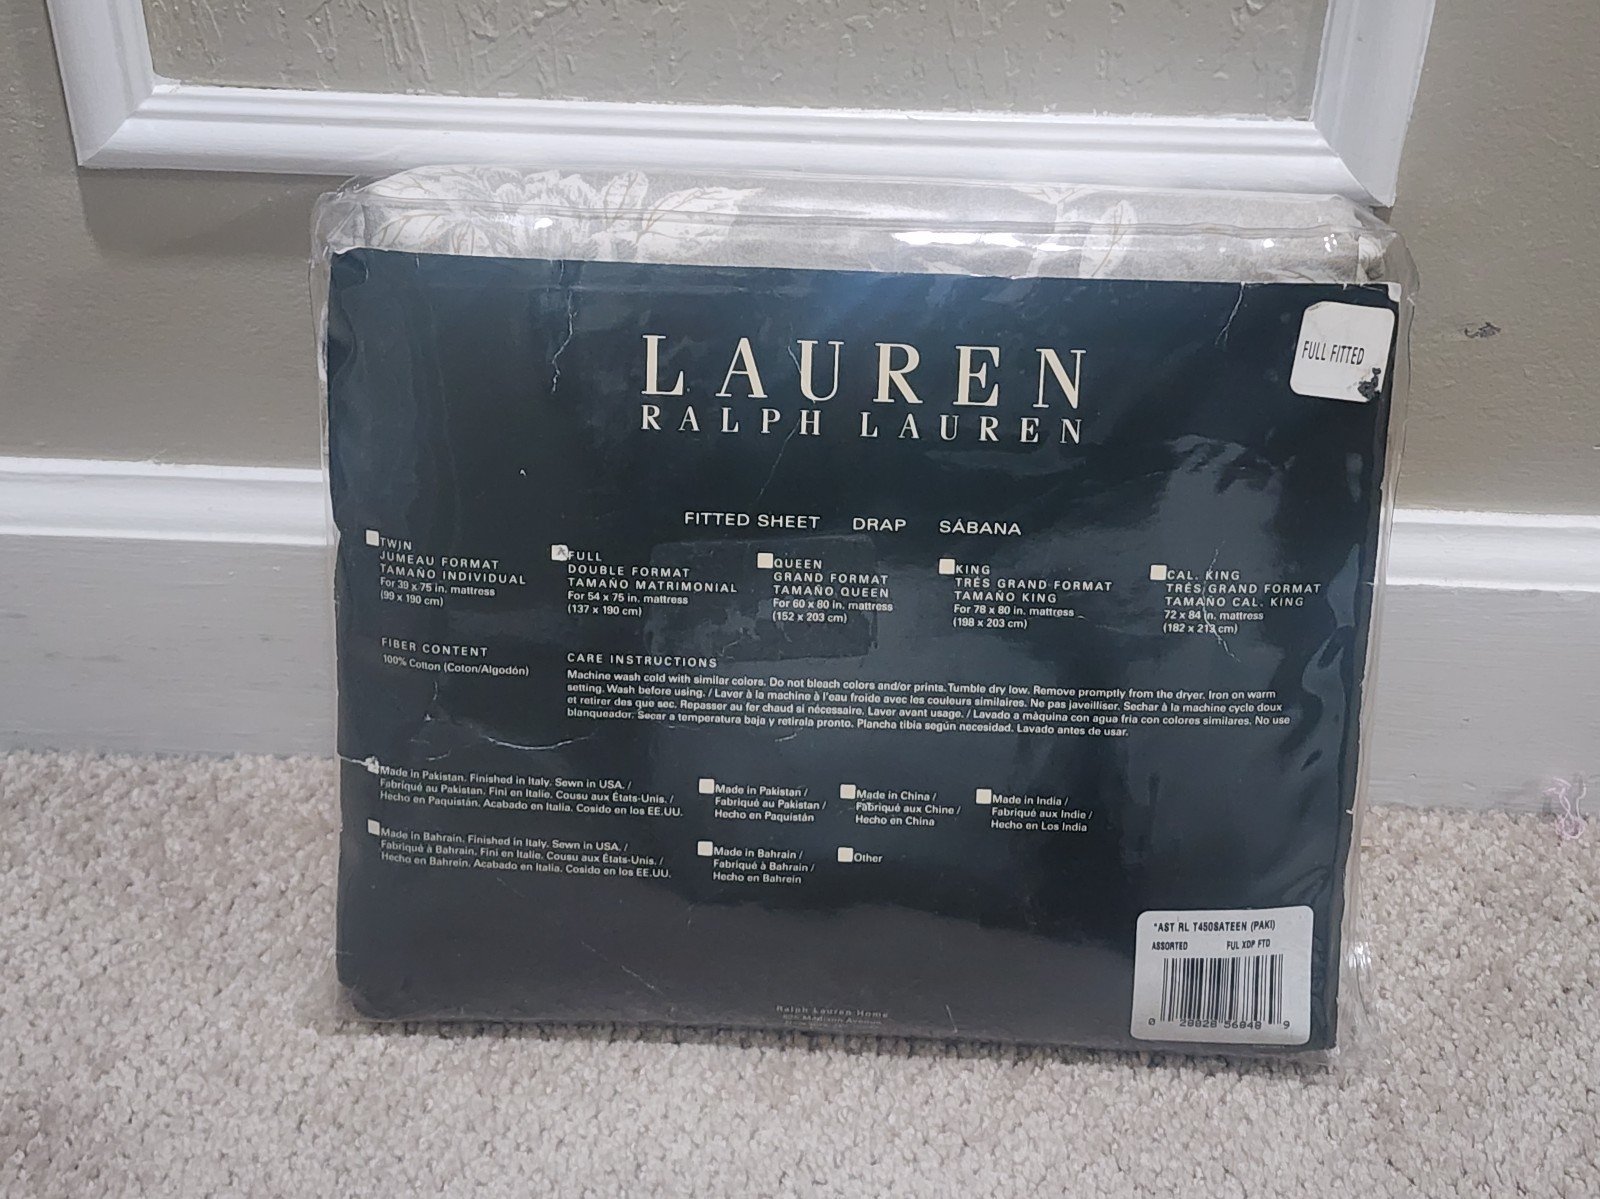 LAUREN
RALPH LAUREN
FULL FITTED
FITTED SHEET DRAP SÁBANA
TWIN
JUMEAU FORMAT
TAMAÑO INDIVIDUAL
For 39 x 75 in. mattress
(99 x 190 cm)
FULL
DOUBLE FORMAT
TAMAÑO MATRIMONIAL
For 54 x 75 in. mattress
(137 x 190 cm)
QUEEN
GRAND FORMAT
TAMAÑO QUEEN
For 60 x 80 in. mattress
(152 x 203 cm)
KING
TRÈS GRAND FORMAT
TAMAÑO KING
For 78 x 80 in. mattress
(198 x 203 cm)
CAL. KING
TRÈS GRAND FORMAT
TAMAÑO CAL. KING
72 x 84 in. mattress
(182 x 213 cm)
FIBER CONTENT
100% Cotton (Coton/Algodón)
CARE INSTRUCTIONS
Machine wash cold with similar colors. Do not bleach colors and/or prints. Tumble dry low. Remove promptly from the dryer. Iron on warm
setting. Wash before using. / Laver à la machine à l'eau froide avec les couleurs similaires. Ne pas javeilliser. Sechar à la machine cycle doux
et retirer des que sec. Repasser au fer chaud si nécessaire. Laver avant usage. / Lavado a màquina con agua fria con colores similares. No use
blanqueador. Secar a temperatura baja y retirala pronto. Plancha tibia según necesidad. Lavado antes de usar.
Made in Pakistan. Finished in Italy. Sewn in USA. /
Fabriqué au Pakistan, Fini en Italie. Cousu aux États-Unis. /
Hecho en Paquistán, Acabado en Italia. Cosido en los EE.UU.
Made in Pakistan /
Fabriqué au Pakistan /
Hecho en Paquistán
Made in China /
Fabriqué aux Chine /
Hecho en China
Made in India /
Fabriqué aux Indie /
Hecho en Los India
Made in Bahrain. Finished in Italy. Sewn in USA. /
Fabriqué à Bahrain. Fini en Italie. Cousu aux États-Unis. /
Hecho en Bahrein. Acabado en Italia. Cosido en los EE.UU.
Made in Bahrain /
Fabriqué à Bahrain /
Hecho en Bahrein
Other
*AST RL T450SATEEN (PAKI)
ASSORTED FUL XDP FTD
0 28028 56848 9
Ralph Lauren Home
Madison Avenue